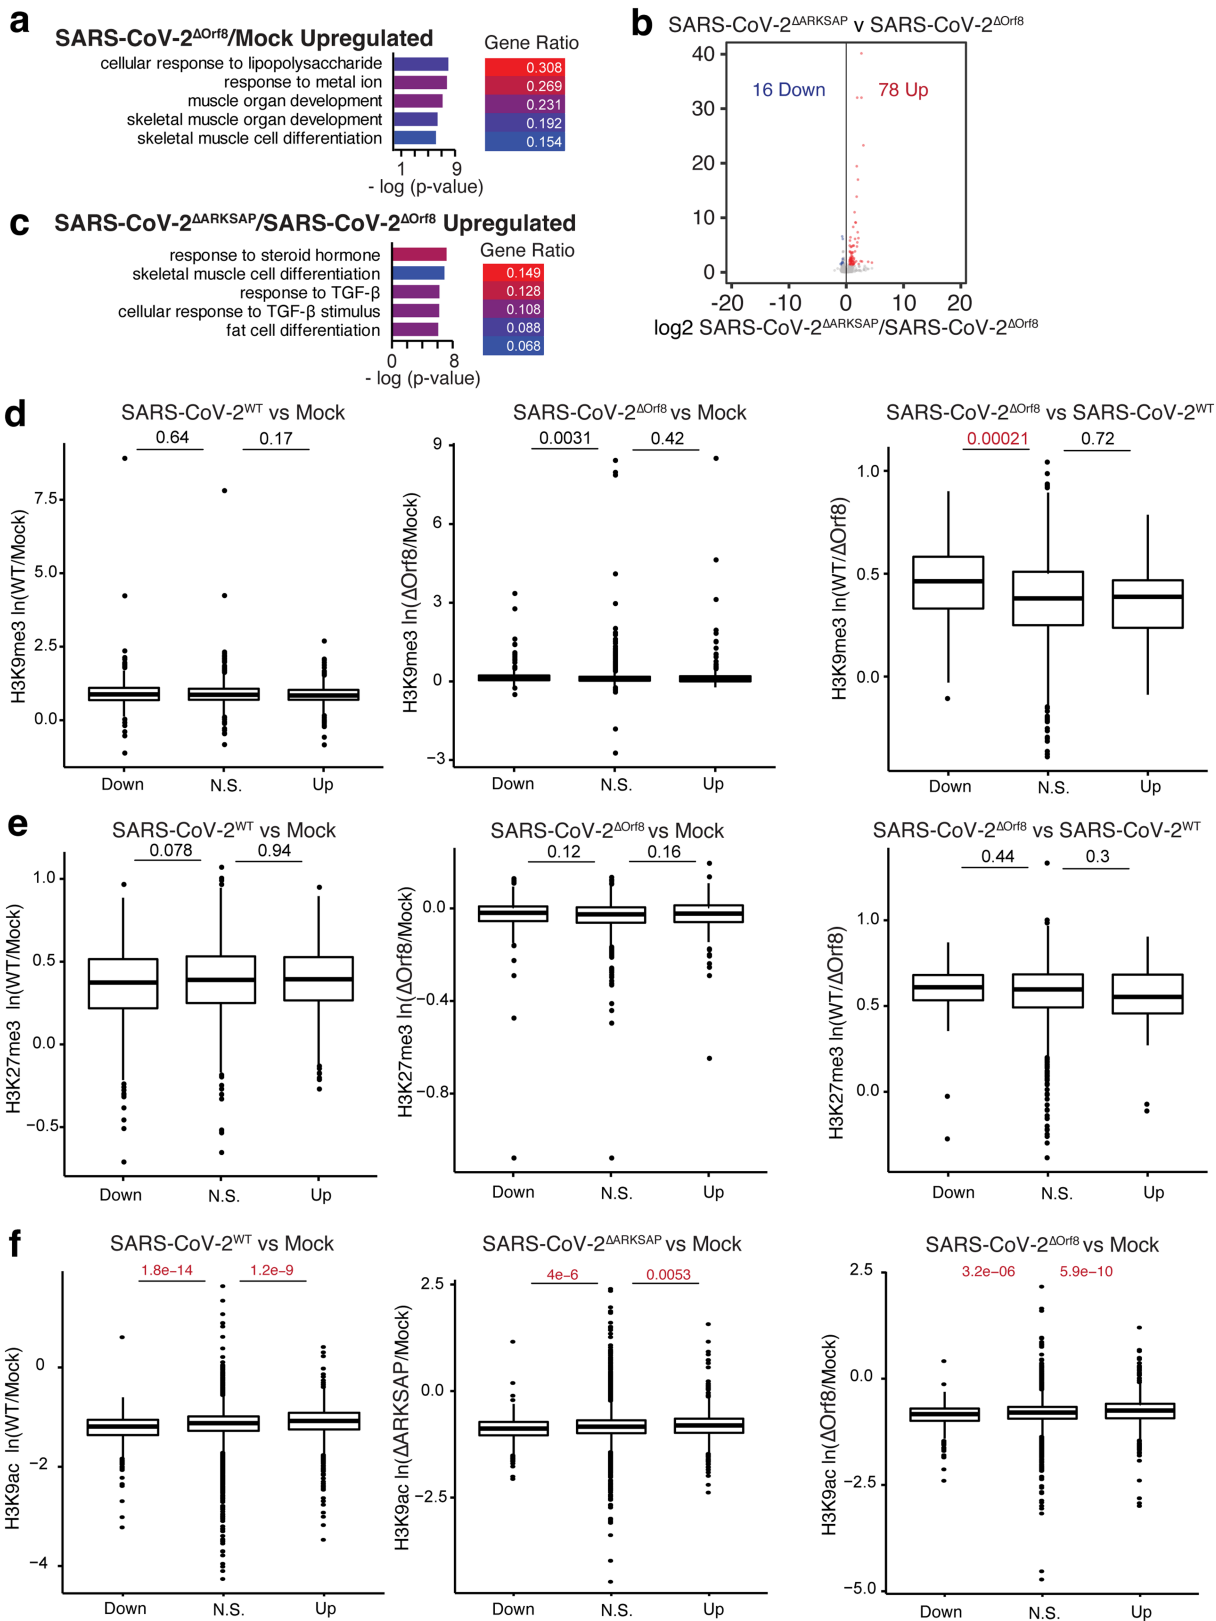 a
SARS-CoV-2ΔOrf8/Mock Upregulated
Gene Ratio
cellular response to lipopolysaccharide
response to metal ion
muscle organ development
skeletal muscle organ development
skeletal muscle cell differentiation
0.308
0.269
0.231
0.192
0.154
1 9
- log (p-value)
b
SARS-CoV-2ΔARKSAP v SARS-CoV-2ΔOrf8
16 Down 78 Up
40
30
20
10
0
-20 -10 0 10 20
log2 SARS-CoV-2ΔARKSAP/SARS-CoV-2ΔOrf8
c
SARS-CoV-2ΔARKSAP/SARS-CoV-2ΔOrf8 Upregulated
Gene Ratio
response to steroid hormone
skeletal muscle cell differentiation
response to TGF-β
cellular response to TGF-β stimulus
fat cell differentiation
0.149
0.128
0.108
0.088
0.068
0 8
- log (p-value)
d
SARS-CoV-2WT vs Mock
0.64 0.17
H3K9me3 ln(WT/Mock)
7.5
5.0
2.5
0.0
Down N.S. Up
SARS-CoV-2ΔOrf8 vs Mock
0.0031 0.42
H3K9me3 ln(ΔOrf8/Mock)
9
6
3
0
−3
Down N.S. Up
SARS-CoV-2ΔOrf8 vs SARS-CoV-2WT
0.00021 0.72
H3K9me3 ln(WT/ΔOrf8)
1.0
0.5
0.0
Down N.S. Up
e
SARS-CoV-2WT vs Mock
0.078 0.94
H3K27me3 ln(WT/Mock)
1.0
0.5
0.0
−0.5
Down N.S. Up
SARS-CoV-2ΔOrf8 vs Mock
0.12 0.16
H3K27me3 ln(ΔOrf8/Mock)
0.0
−0.4
−0.8
Down N.S. Up
SARS-CoV-2ΔOrf8 vs SARS-CoV-2WT
0.44 0.3
H3K27me3 ln(WT/ΔOrf8)
1.0
0.5
0.0
Down N.S. Up
f
SARS-CoV-2WT vs Mock
1.8e−14 1.2e−9
H3K9ac ln(WT/Mock)
0
−2
−4
Down N.S. Up
SARS-CoV-2ΔARKSAP vs Mock
4e−6 0.0053
H3K9ac ln(ΔARKSAP/Mock)
2.5
0.0
−2.5
Down N.S. Up
SARS-CoV-2ΔOrf8 vs Mock
3.2e−06 5.9e−10
H3K9ac ln(ΔOrf8/Mock)
2.5
0.0
−2.5
−5.0
Down N.S. Up